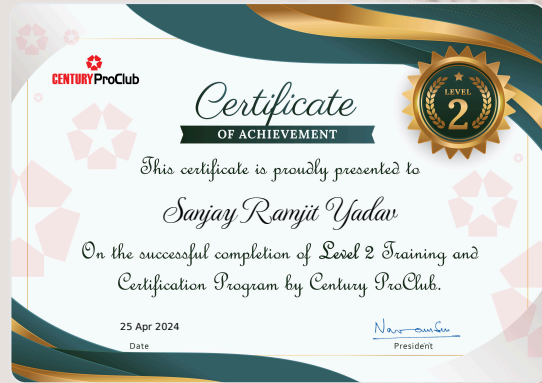 CENTURY ProClub
Certificate
OF ACHIEVEMENT
LEVEL
2
This certificate is proudly presented to
Sanjay Ramjit Yadav
On the successful completion of Level 2 Training and
Certification Program by Century ProClub.
25 Apr 2024
Date
President